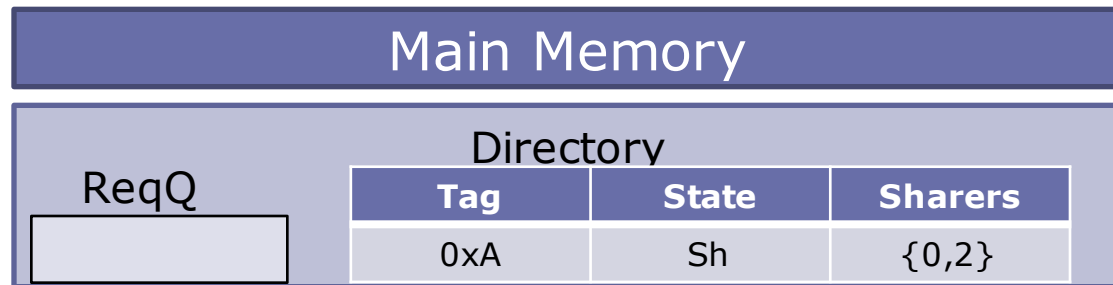 Main Memory
Directory
ReqQ
Tag State Sharers
0xA Sh {0,2}